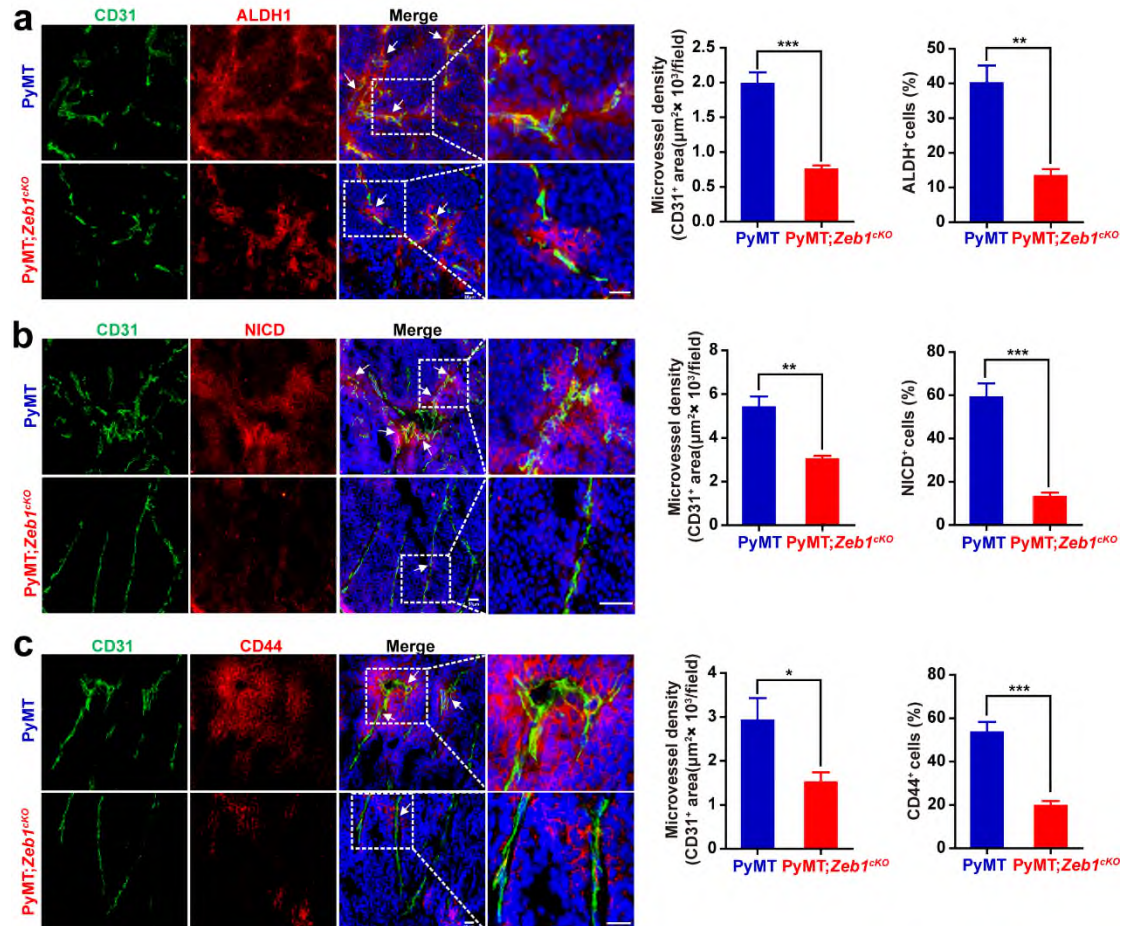 a
CD31 ALDH1 Merge
PyMT
PyMT;Zeb1cKO
Microvessel density
(CD31+ area(μm²× 10³/field)
2.5
2.0
1.5
1.0
0.5
0.0
***
PyMT PyMT;Zeb1cKO
ALDH+ cells (%)
50
40
30
20
10
0
**
PyMT PyMT;Zeb1cKO
b
CD31 NICD Merge
PyMT
PyMT;Zeb1cKO
Microvessel density
(CD31+ area(μm²× 10³/field)
6
4
2
0
**
PyMT PyMT;Zeb1cKO
NICD+ cells (%)
80
60
40
20
0
***
PyMT PyMT;Zeb1cKO
c
CD31 CD44 Merge
PyMT
PyMT;Zeb1cKO
Microvessel density
(CD31+ area(μm²× 10³/field)
4
3
2
1
0
*
PyMT PyMT;Zeb1cKO
CD44+ cells (%)
80
60
40
20
0
***
PyMT PyMT;Zeb1cKO